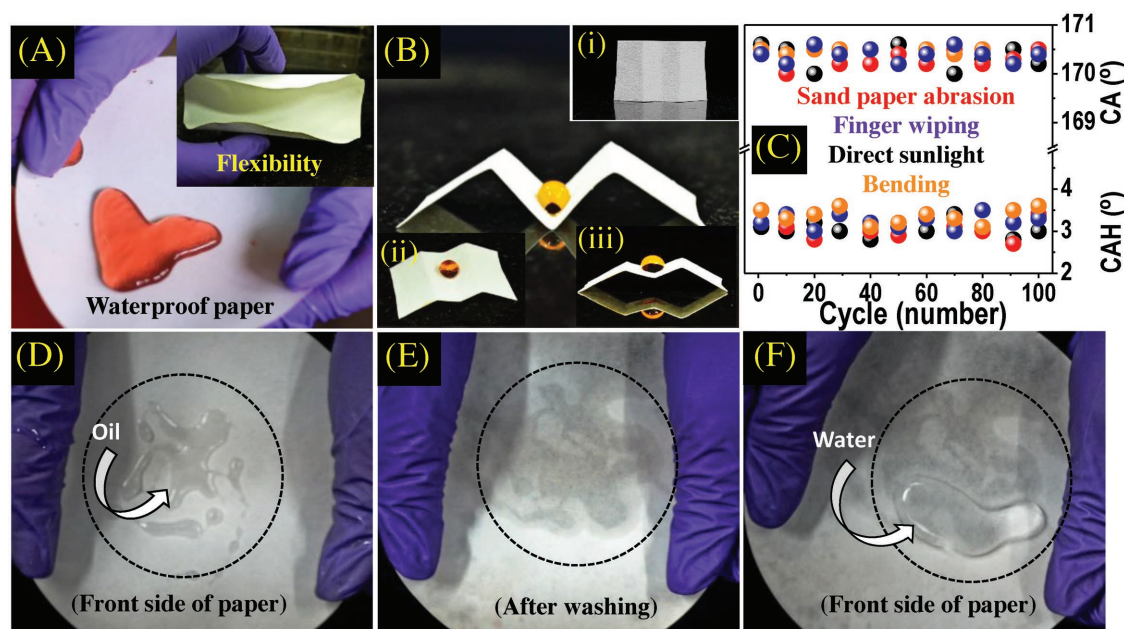 (A)
Flexibility
Waterproof paper
(B)
(i)
(ii)
(iii)
(C)
171
170
169
CA (º)
Sand paper abrasion
Finger wiping
Direct sunlight
Bending
4
3
2
CAH (º)
0 20 40 60 80 100
Cycle (number)
(D)
Oil
(Front side of paper)
(E)
(After washing)
(F)
Water
(Front side of paper)